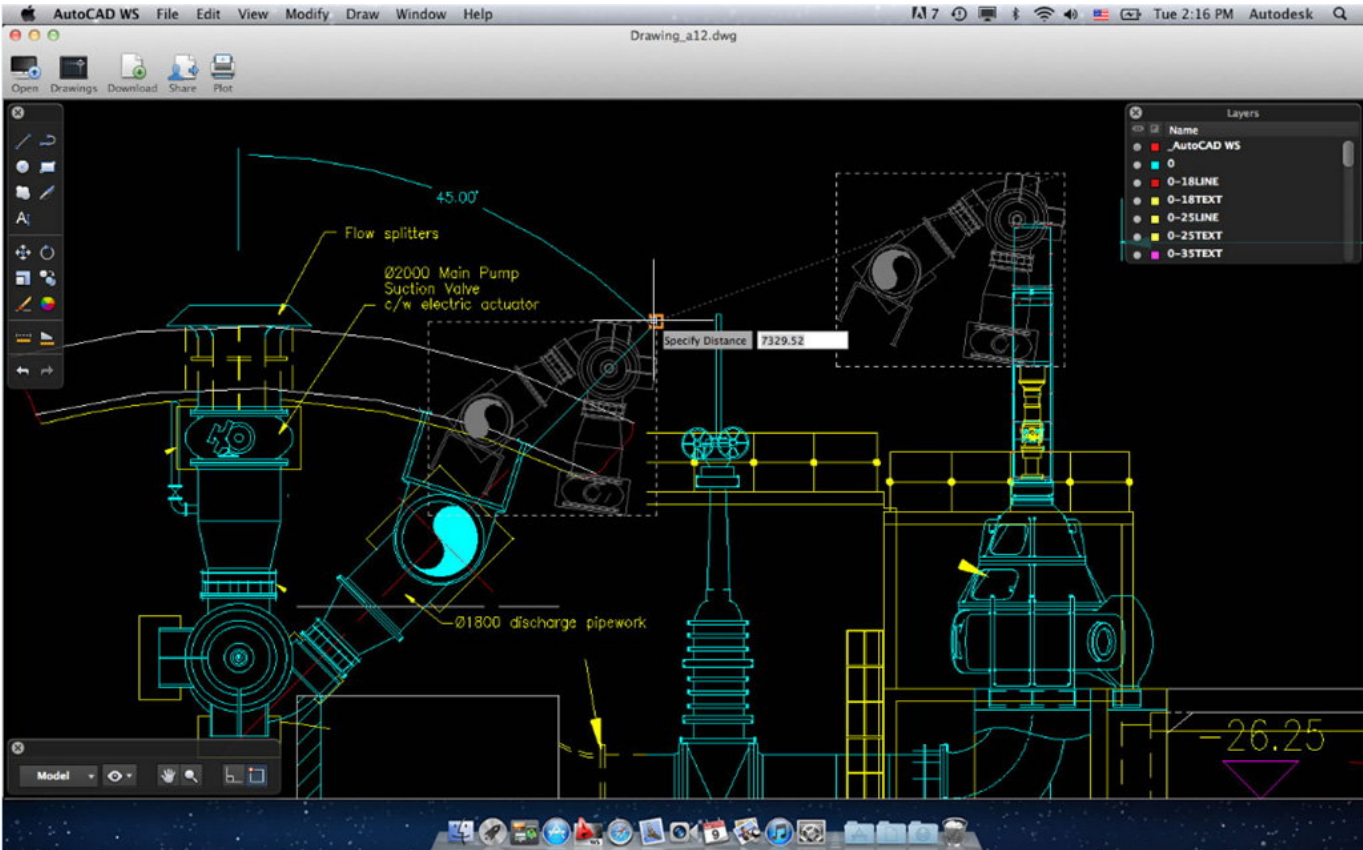 AutoCAD WS File Edit View Modify Draw Window Help
7 Tue 2:16 PM Autodesk
Drawing_a12.dwg
Open Drawings Download Share Plot
Layers
Name
_AutoCAD WS
0
0-18LINE
0-18TEXT
0-25LINE
0-25TEXT
0-35TEXT
A
45.00°
Flow splitters
Ø2000 Main Pump
Suction Valve
c/w electric actuator
Specify Distance 7329.52
Ø1800 discharge pipework
-26.25
Model
WS
9